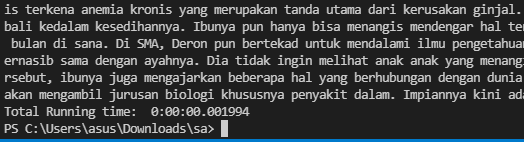 is terkena anemia kronis yang merupakan tanda utama dari kerusakan ginjal.
bali kedalam kesedihannya. Ibunya pun hanya bisa menangis mendengar hal
bulan di sana. Di SMA, Deron pun bertekad untuk mendalami ilmu pengetahua
ernasib sama dengan ayahnya. Dia tidak ingin melihat anak anak yang menang
rsebut, ibunya juga mengajarkan beberapa hal yang berhubungan dengan dunia
akan mengambil jurusan biologi khususnya penyakit dalam. Impiannya kini ad
Total Running time:  0:00:00.001994
PS C:\Users\asus\Downloads\sa>